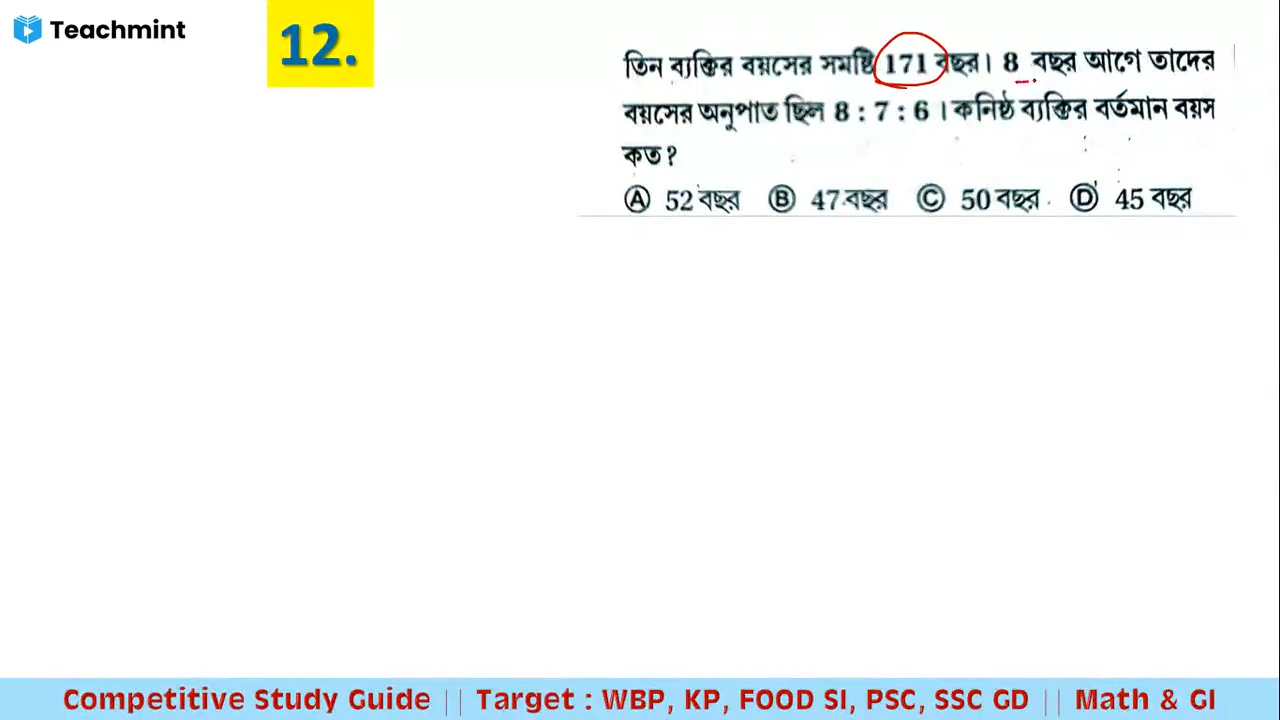 Teachmint
12.
তিন ব্যক্তির বয়সের সমষ্টি 171 বছর। 8 বছর আগে তাদের
বয়সের অনুপাত ছিল 8 : 7 : 6 । কনিষ্ঠ ব্যক্তির বর্তমান বয়স
কত?
Ⓐ 52 বছর Ⓑ 47 বছর Ⓒ 50 বছর Ⓓ 45 বছর
Competitive Study Guide || Target : WBP, KP, FOOD SI, PSC, SSC GD || Math & GI